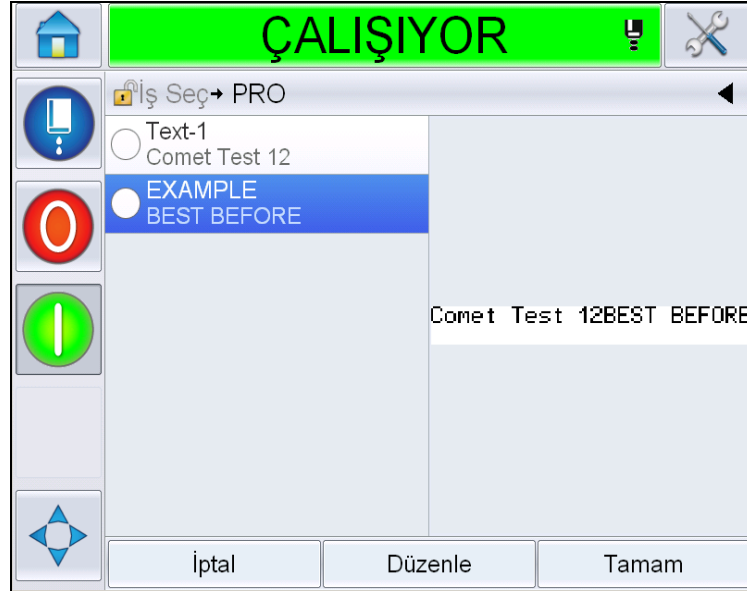 ÇALIŞIYOR
İş Seç→ PRO
Text-1
Comet Test 12
EXAMPLE
BEST BEFORE
Comet Test 12BEST BEFORE
İptal
Düzenle
Tamam